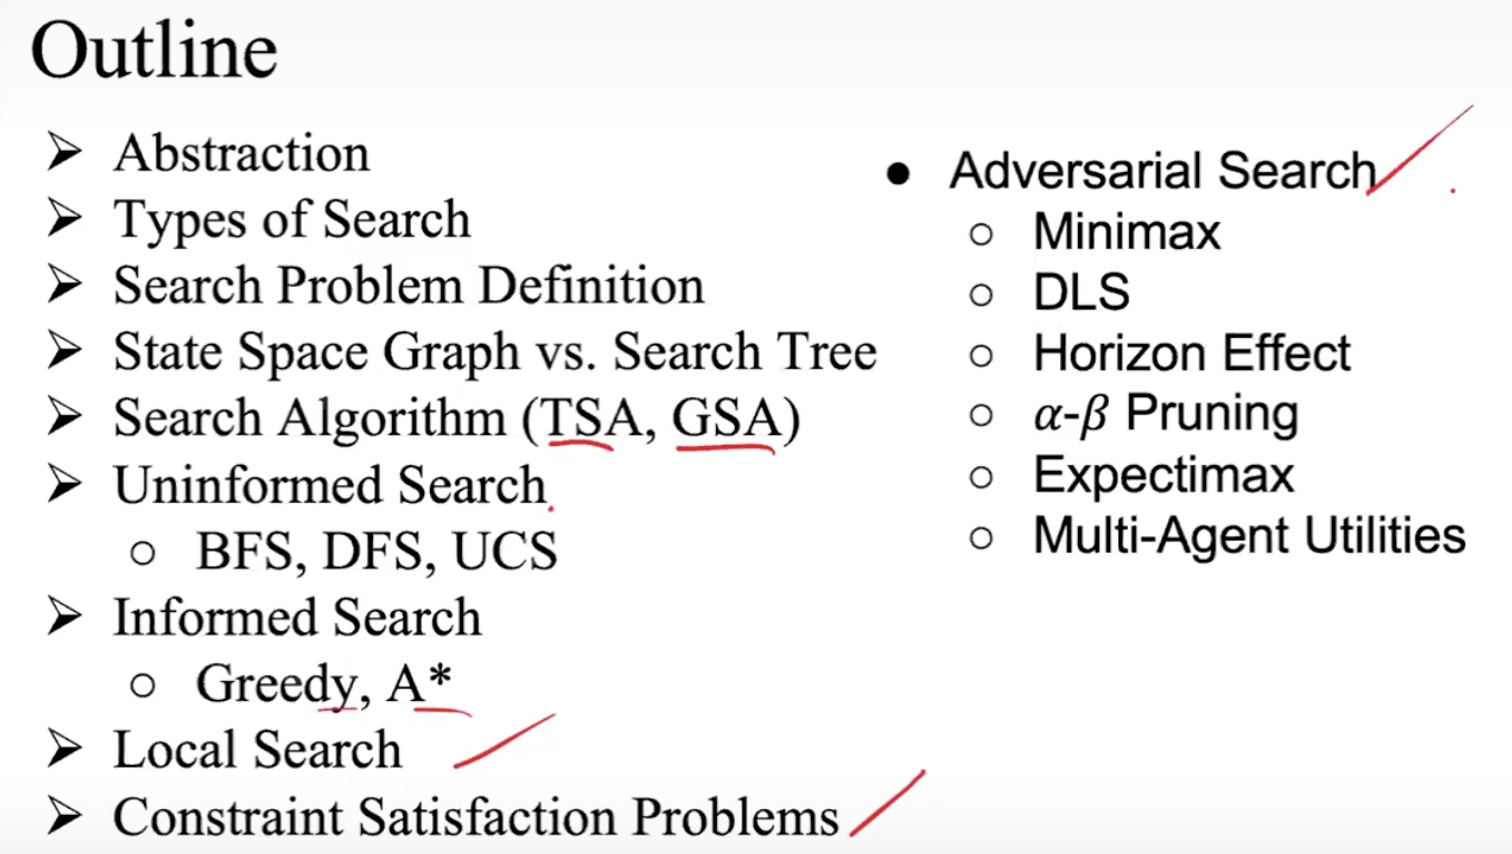 Outline
➢ Abstraction
➢ Types of Search
➢ Search Problem Definition
➢ State Space Graph vs. Search Tree
➢ Search Algorithm (TSA, GSA)
➢ Uninformed Search
○ BFS, DFS, UCS
➢ Informed Search
○ Greedy, A*
➢ Local Search
➢ Constraint Satisfaction Problems
● Adversarial Search
○ Minimax
○ DLS
○ Horizon Effect
○ α-β Pruning
○ Expectimax
○ Multi-Agent Utilities